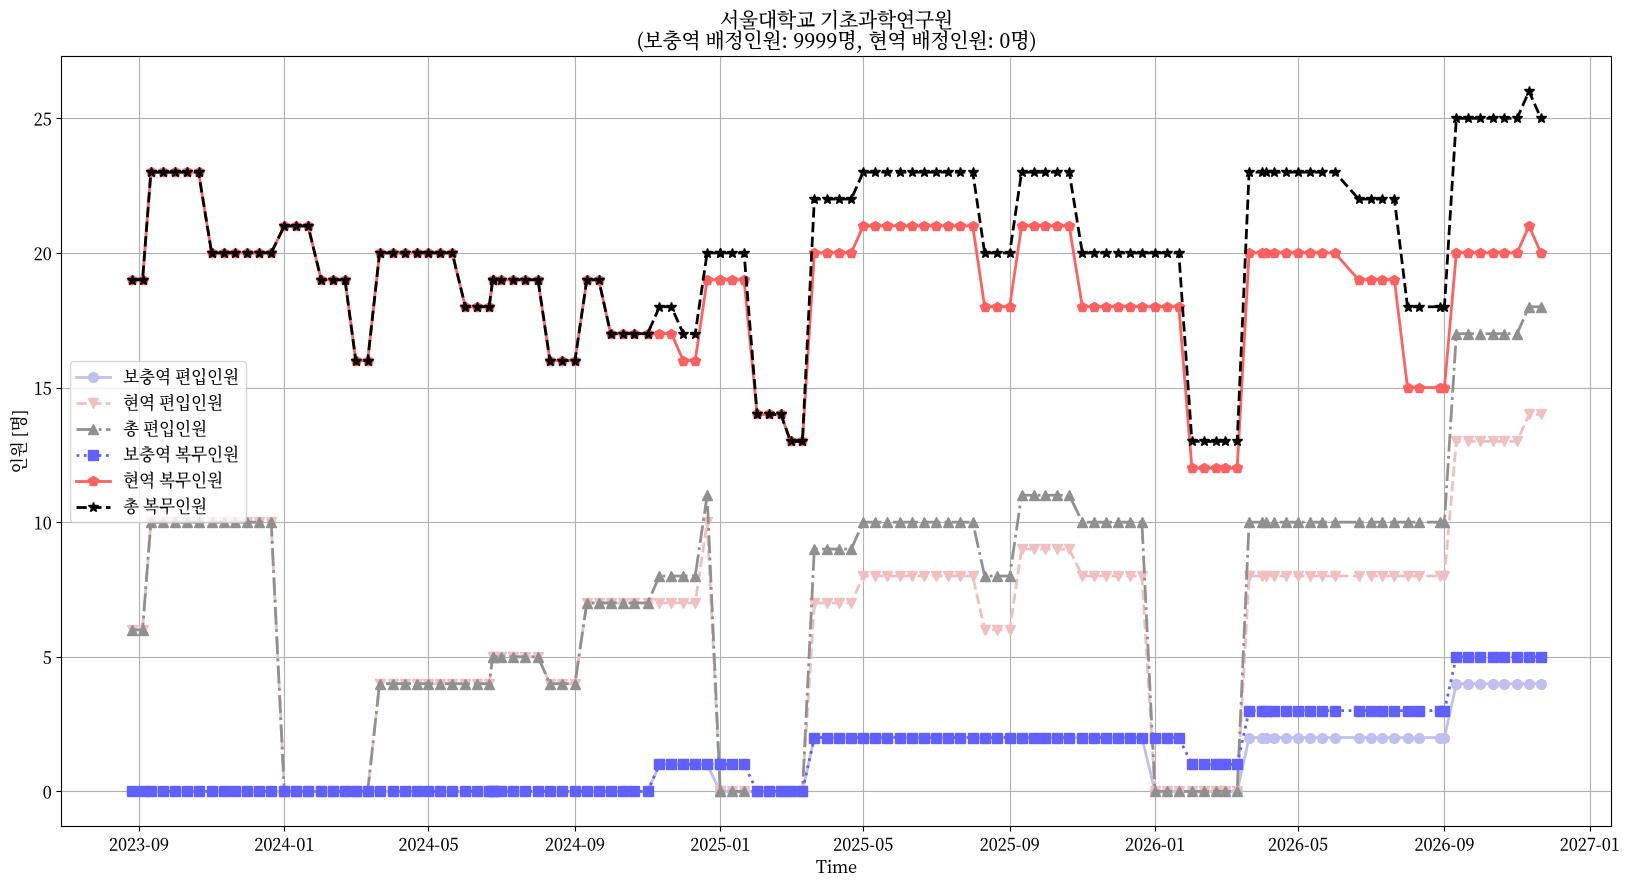 서울대학교 기초과학연구원
(보충역 배정인원: 9999명, 현역 배정인원: 0명)
25
20
15
10
5
0
인원 [명]
보충역 편입인원
현역 편입인원
총 편입인원
보충역 복무인원
현역 복무인원
총 복무인원
2023-09
2024-01
2024-05
2024-09
2025-01
2025-05
2025-09
2026-01
2026-05
2026-09
2027-01
Time